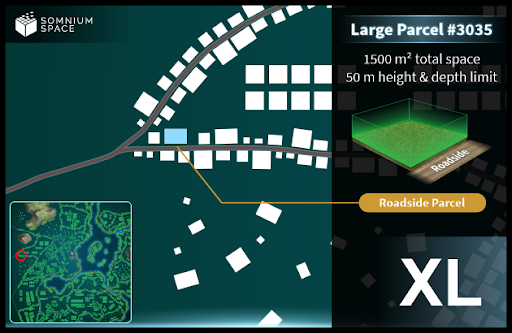 SOMNIUM
SPACE
Large Parcel #3035
1500 m² total space
50 m height & depth limit
Roadside
Roadside Parcel
XL